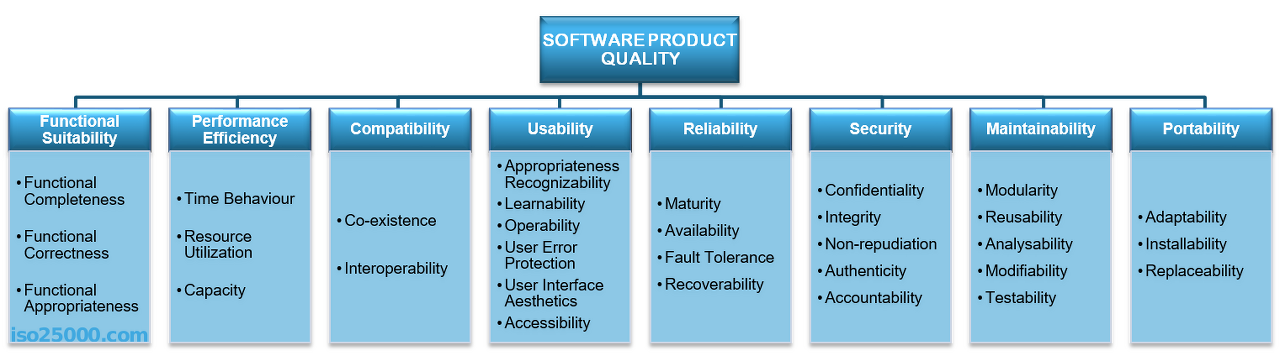 SOFTWARE PRODUCT
QUALITY
Functional
Suitability
• Functional
Completeness
• Functional
Correctness
• Functional
Appropriateness
Performance
Efficiency
• Time Behaviour
• Resource
Utilization
• Capacity
Compatibility
• Co-existence
• Interoperability
Usability
• Appropriateness
Recognizability
• Learnability
• Operability
• User Error
Protection
• User Interface
Aesthetics
• Accessibility
Reliability
• Maturity
• Availability
• Fault Tolerance
• Recoverability
Security
• Confidentiality
• Integrity
• Non-repudiation
• Authenticity
• Accountability
Maintainability
• Modularity
• Reusability
• Analysability
• Modifiability
• Testability
Portability
• Adaptability
• Installability
• Replaceability
iso25000.com